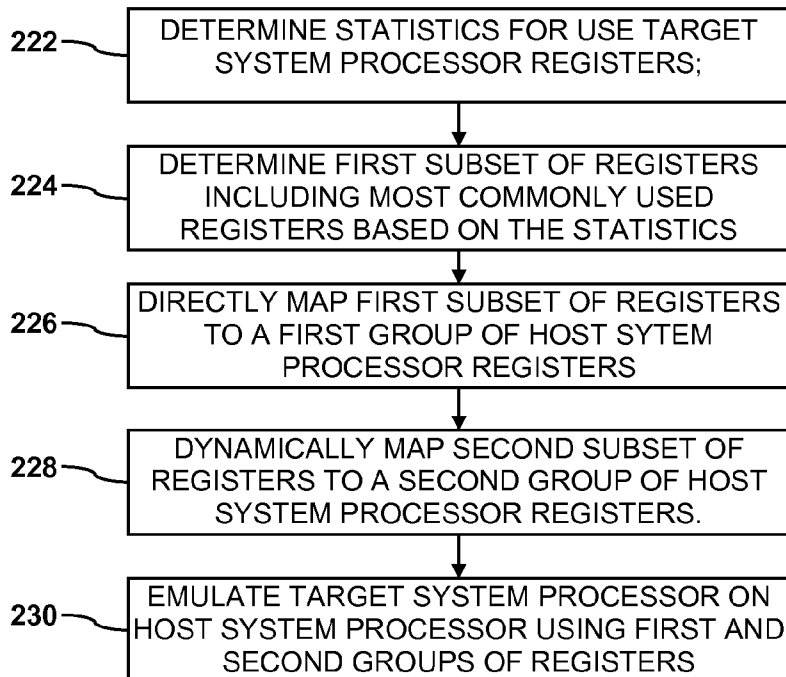 222
DETERMINE STATISTICS FOR USE TARGET
SYSTEM PROCESSOR REGISTERS;
224
DETERMINE FIRST SUBSET OF REGISTERS
INCLUDING MOST COMMONLY USED
REGISTERS BASED ON THE STATISTICS
226
DIRECTLY MAP FIRST SUBSET OF REGISTERS
TO A FIRST GROUP OF HOST SYTEM
PROCESSOR REGISTERS
228
DYNAMICALLY MAP SECOND SUBSET OF
REGISTERS TO A SECOND GROUP OF HOST
SYSTEM PROCESSOR REGISTERS.
230
EMULATE TARGET SYSTEM PROCESSOR ON
HOST SYSTEM PROCESSOR USING FIRST AND
SECOND GROUPS OF REGISTERS